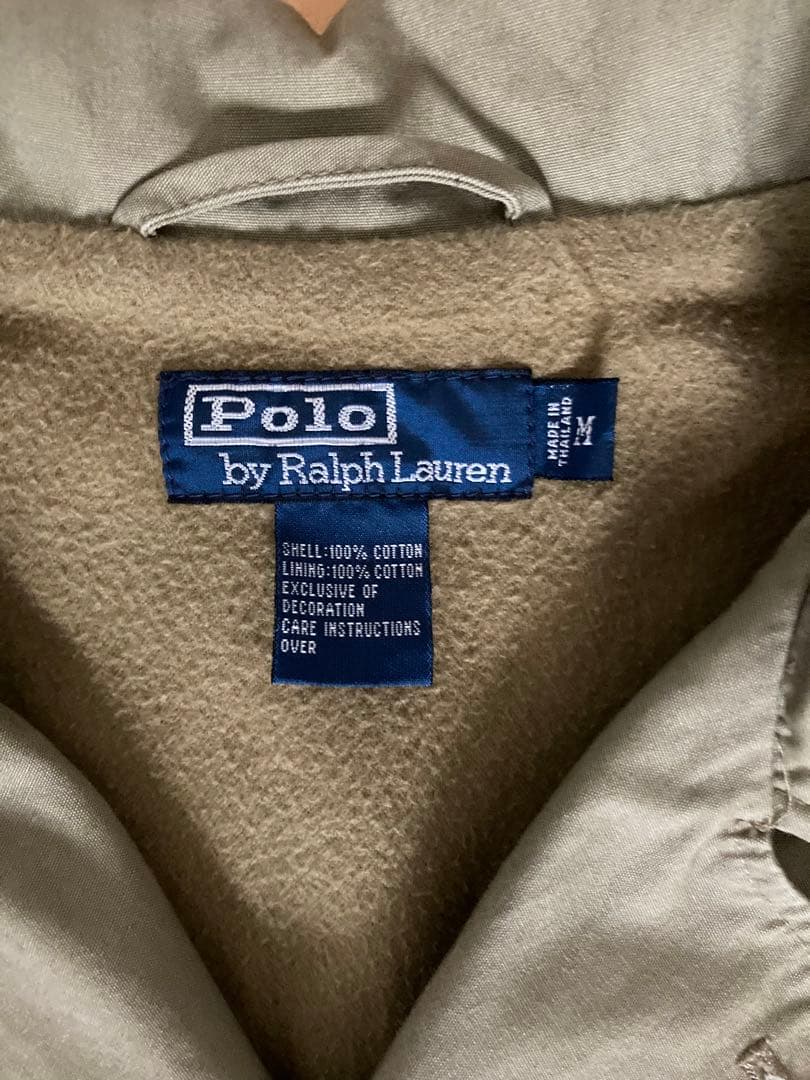 Polo
by Ralph Lauren
MADE IN
THAILAND
M
SHELL:100% COTTON
LINING:100% COTTON
EXCLUSIVE OF
DECORATION
CARE INSTRUCTIONS
OVER